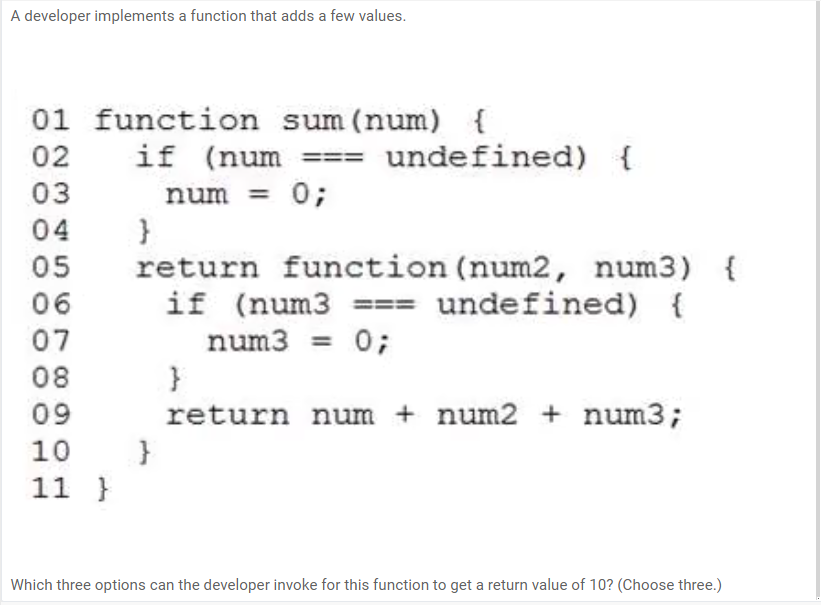 A developer implements a function that adds a few values.
01 function sum(num) {
02 if (num === undefined) {
03 num = 0;
04 }
05 return function(num2, num3) {
06 if (num3 === undefined) {
07 num3 = 0;
08 }
09 return num + num2 + num3;
10 }
11 }
Which three options can the developer invoke for this function to get a return value of 10? (Choose three.)